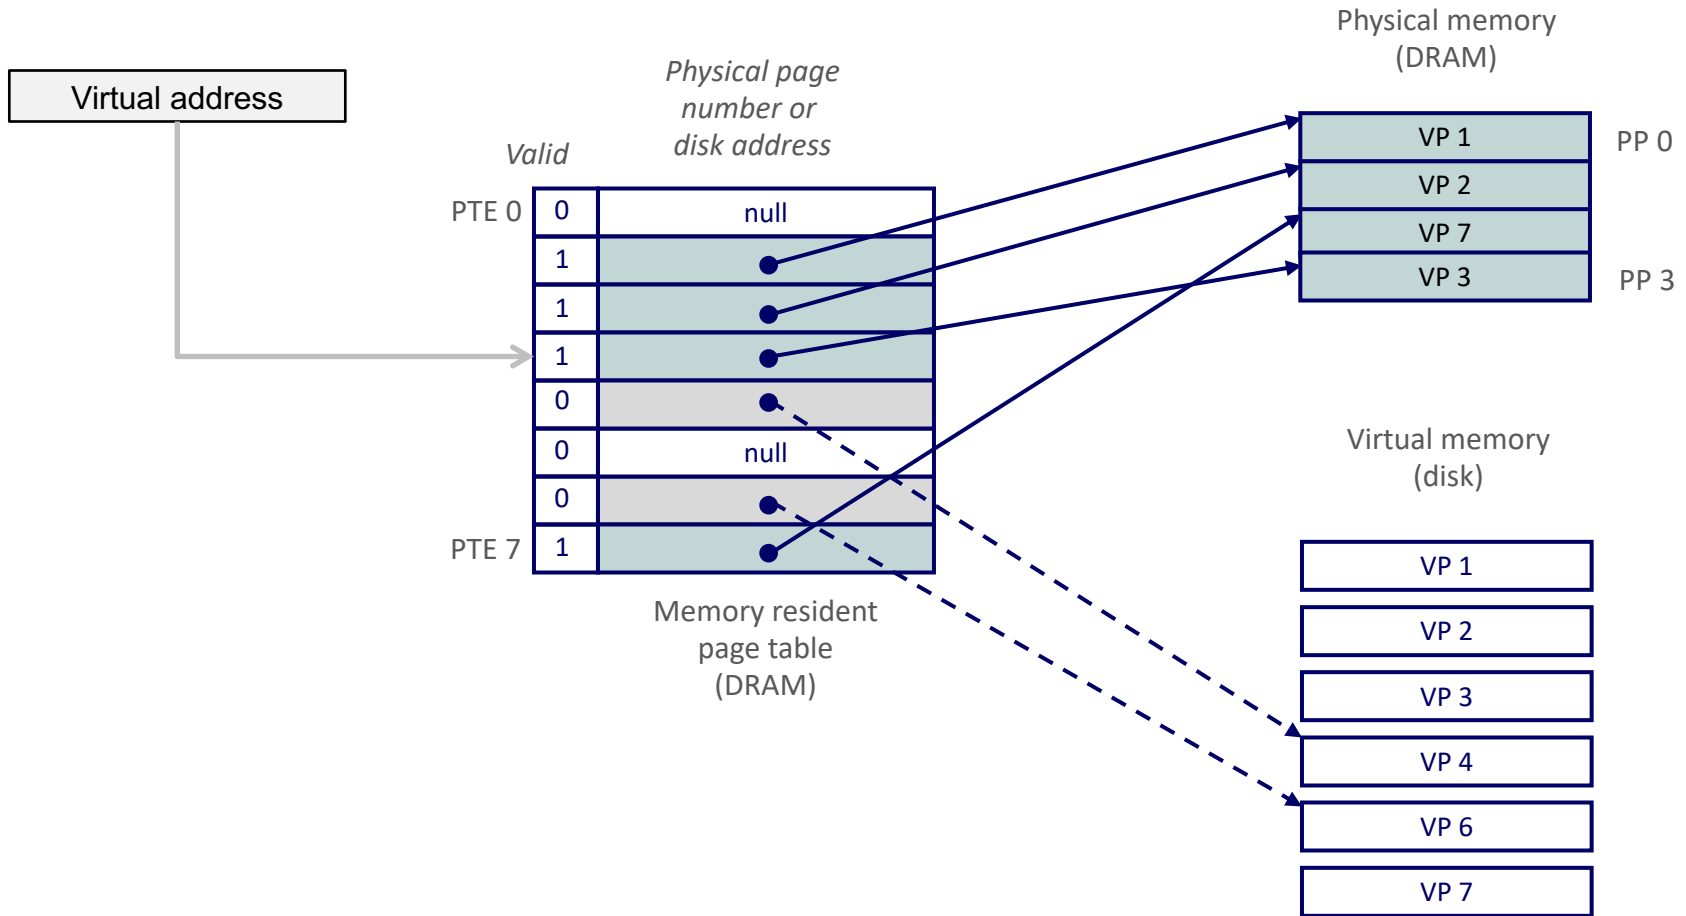 Physical memory
(DRAM)
Virtual address
Physical page
number or
disk address
Valid
VP 1
PP 0
VP 2
VP 7
VP 3
PP 3
PTE 0
0
null
1
1
1
0
0
null
0
PTE 7
1
Memory resident
page table
(DRAM)
Virtual memory
(disk)
VP 1
VP 2
VP 3
VP 4
VP 6
VP 7